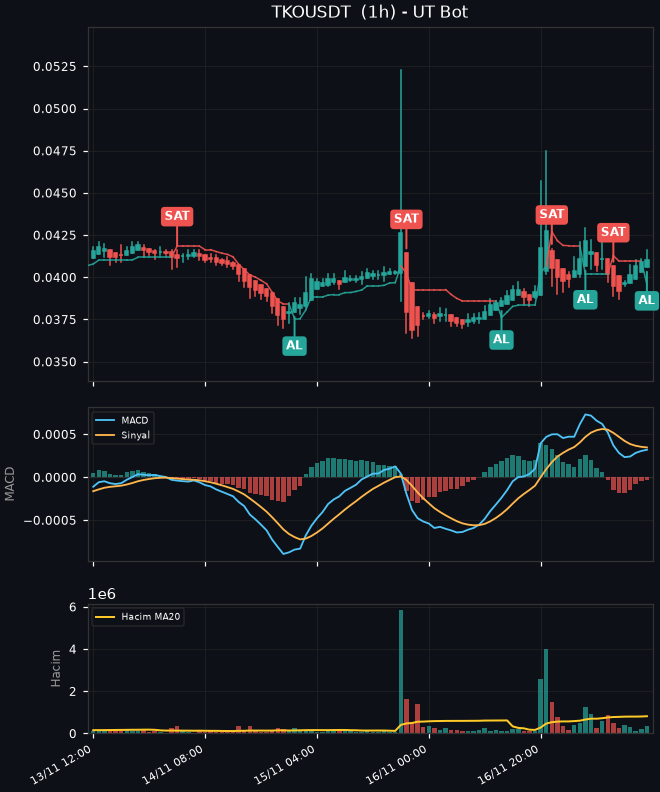 TKOUSDT (1h) - UT Bot
0.0525
0.0500
0.0475
0.0450
0.0425
0.0400
0.0375
0.0350
SAT
AL
SAT
AL
SAT
AL
SAT
AL
MACD
Sinyal
0.0005
0.0000
−0.0005
MACD
1e6
Hacim MA20
6
4
2
0
Hacim
13/11 12:00
14/11 08:00
15/11 04:00
16/11 00:00
16/11 20:00